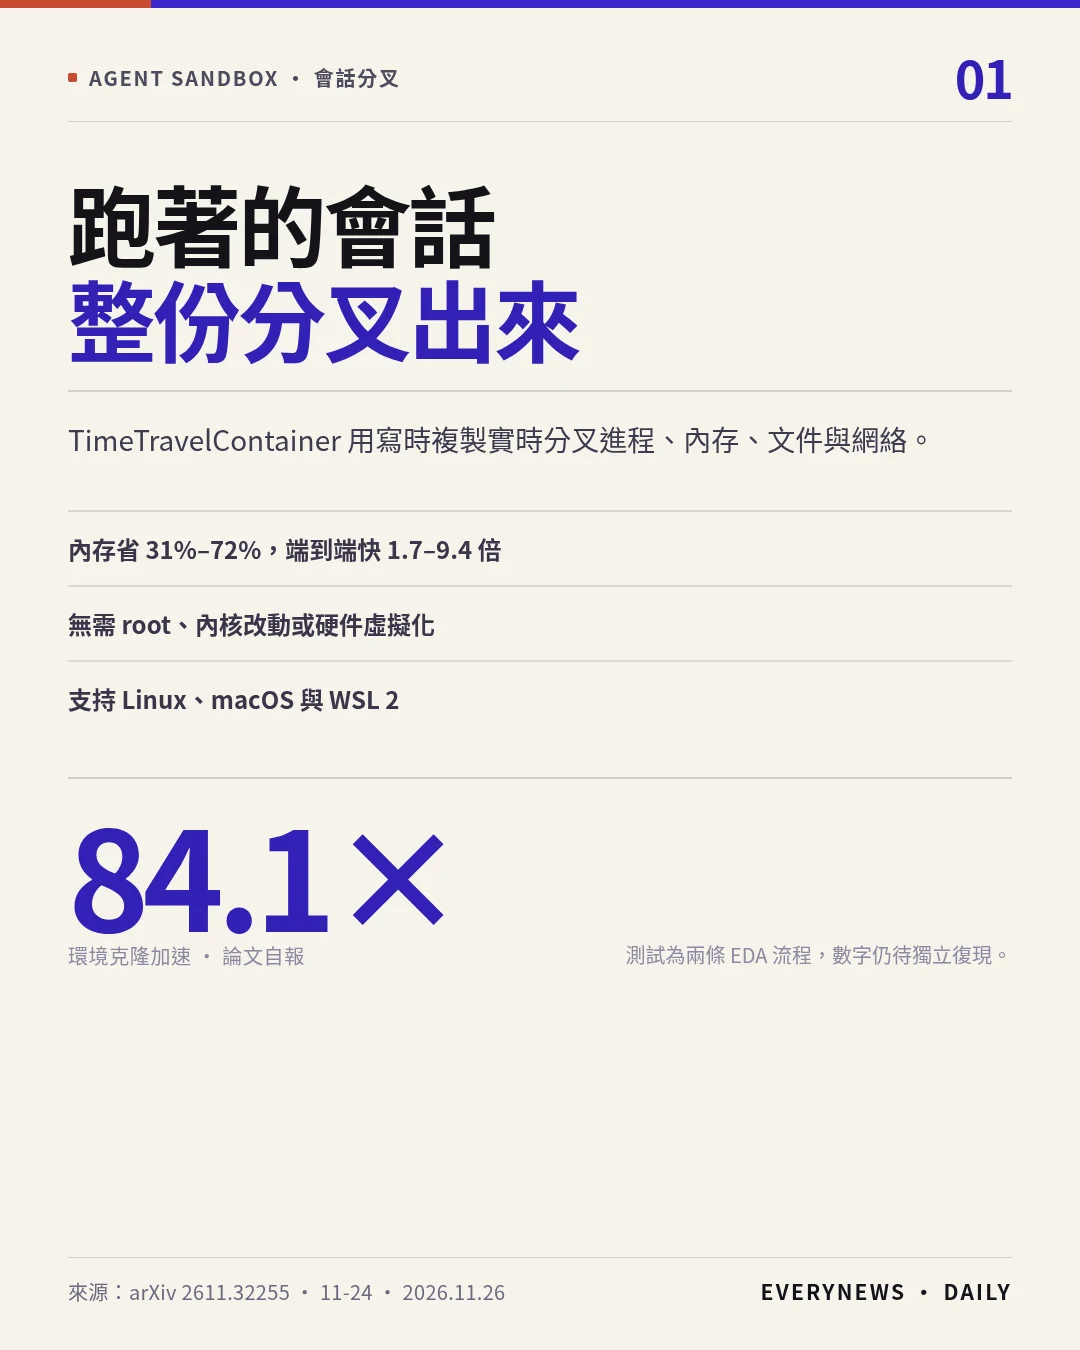 AGENT SANDBOX · 會話分叉
01
跑著的會話
整份分叉出來
TimeTravelContainer 用寫時複製實時分叉進程、內存、文件與網絡。
內存省 31%–72%，端到端快 1.7–9.4 倍
無需 root、內核改動或硬件虛擬化
支持 Linux、macOS 與 WSL 2
84.1×
環境克隆加速 · 論文自報
測試為兩條 EDA 流程，數字仍待獨立復現。
來源：arXiv 2611.32255 · 11-24 · 2026.11.26
EVERYNEWS · DAILY